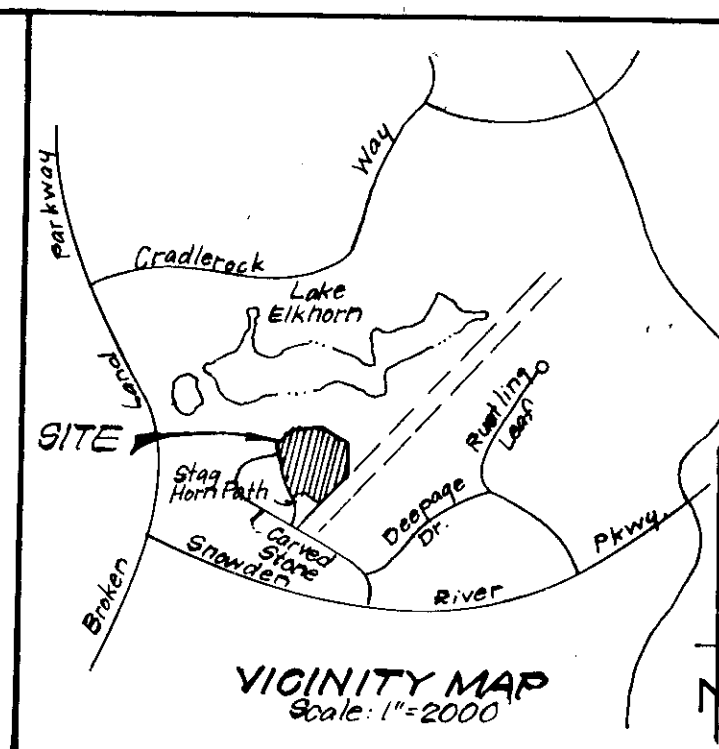 Parkway
Way
Cradlerock
Lake
Elkhorn
Land
SITE
Rustling
Leaf
Stag
Horn Path
Deepage
Dr.
Carved
Stone
Snowden
River
Pkwy.
Broken
VICINITY MAP
Scale: 1"=2000'